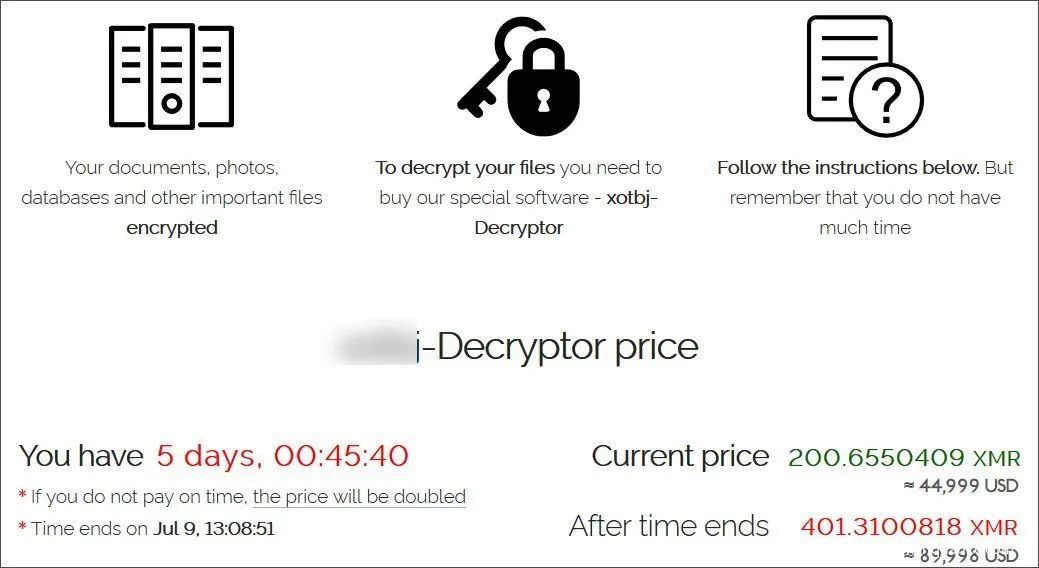 Your documents, photos,
databases and other important files
encrypted
To decrypt your files you need to
buy our special software - xotbj-
Decryptor
Follow the instructions below. But
remember that you do not have
much time
j-Decryptor price
You have 5 days, 00:45:40
* If you do not pay on time, the price will be doubled
* Time ends on Jul 9, 13:08:51
Current price 200.6550409 XMR
≈ 44,999 USD
After time ends 401.3100818 XMR
≈ 89,998 USD